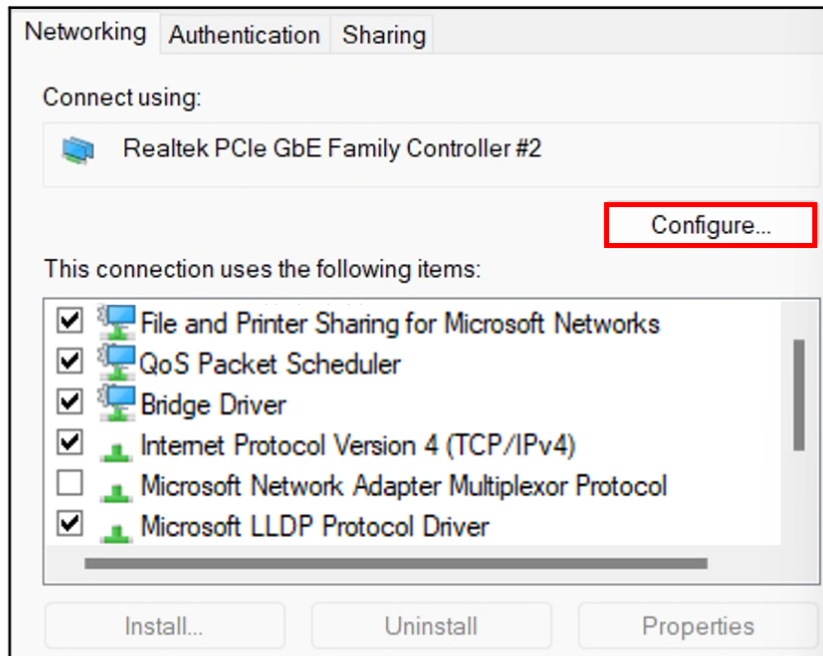 Networking Authentication Sharing
Connect using:
Realtek PCIe GbE Family Controller #2
Configure...
This connection uses the following items:
File and Printer Sharing for Microsoft Networks
QoS Packet Scheduler
Bridge Driver
Internet Protocol Version 4 (TCP/IPv4)
Microsoft Network Adapter Multiplexor Protocol
Microsoft LLDP Protocol Driver
Install... Uninstall Properties